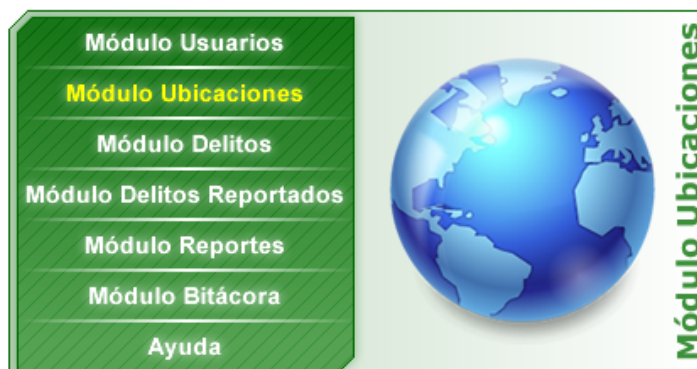 Módulo Usuarios
Módulo Ubicaciones
Módulo Delitos
Módulo Delitos Reportados
Módulo Reportes
Módulo Bitácora
Ayuda
Módulo Ubicaciones